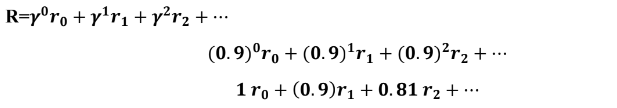 R=γ⁰r₀ + γ¹r₁ + γ²r₂ + ⋯
(0.9)⁰r₀ + (0.9)¹r₁ + (0.9)²r₂ + ⋯
1 r₀ + (0.9)r₁ + 0.81 r₂ + ⋯